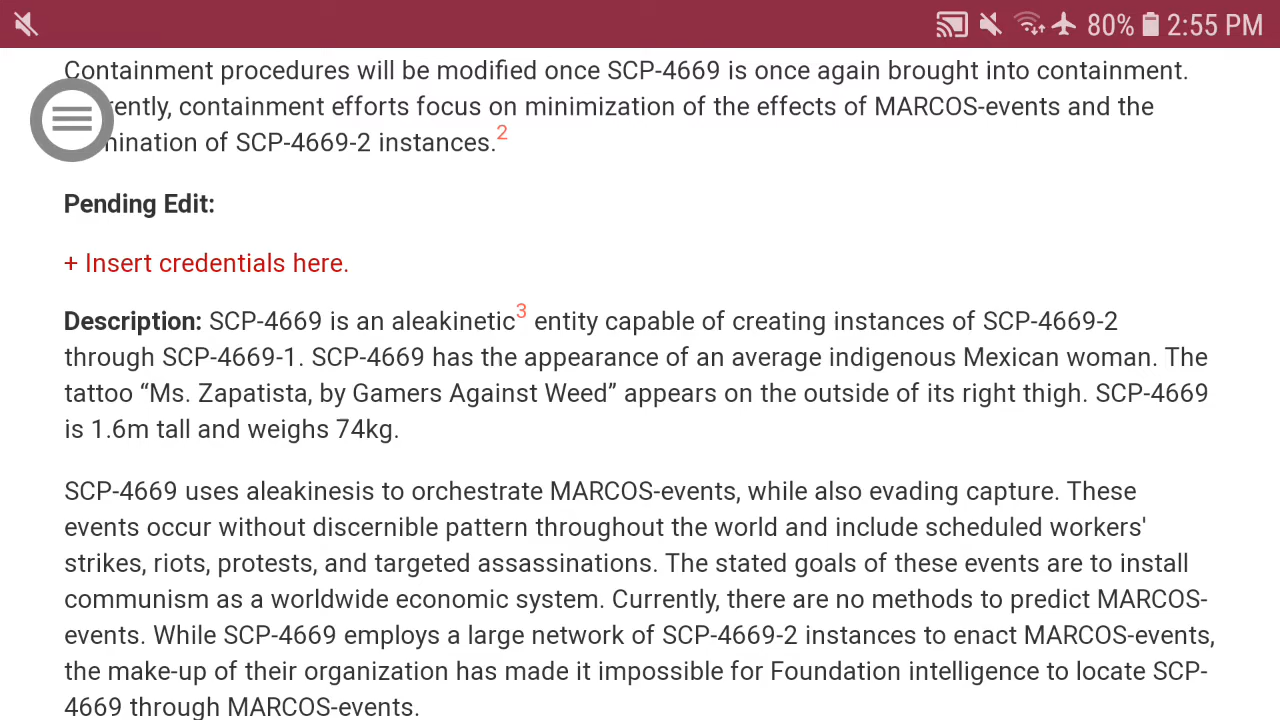 80% 2:55 PM
Containment procedures will be modified once SCP-4669 is once again brought into containment.
rently, containment efforts focus on minimization of the effects of MARCOS-events and the
mination of SCP-4669-2 instances.2
Pending Edit:
+ Insert credentials here.
Description: SCP-4669 is an aleakinetic3 entity capable of creating instances of SCP-4669-2
through SCP-4669-1. SCP-4669 has the appearance of an average indigenous Mexican woman. The
tattoo “Ms. Zapatista, by Gamers Against Weed” appears on the outside of its right thigh. SCP-4669
is 1.6m tall and weighs 74kg.
SCP-4669 uses aleakinesis to orchestrate MARCOS-events, while also evading capture. These
events occur without discernible pattern throughout the world and include scheduled workers'
strikes, riots, protests, and targeted assassinations. The stated goals of these events are to install
communism as a worldwide economic system. Currently, there are no methods to predict MARCOS-
events. While SCP-4669 employs a large network of SCP-4669-2 instances to enact MARCOS-events,
the make-up of their organization has made it impossible for Foundation intelligence to locate SCP-
4669 through MARCOS-events.